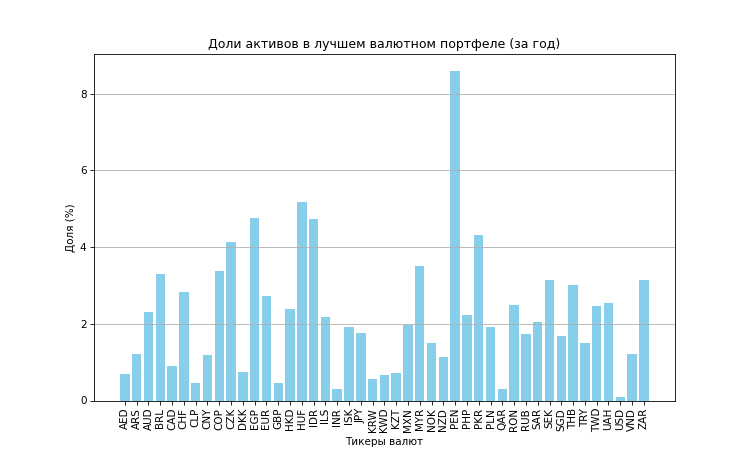 Доли активов в лучшем валютном портфеле (за год)
Доля (%)
8
6
4
2
0
AED ARS AUD BRL CAD CHF CLP CNY COP CZK DKK EGP EUR GBP HKD HUF IDR ILS INR ISK JPY KRW KWD KZT MXN MYR NOK NZD PEN PHP PKR PLN QAR RON RUB SAR SEK SGD THB TRY TWD UAH USD VND ZAR
Тикеры валют